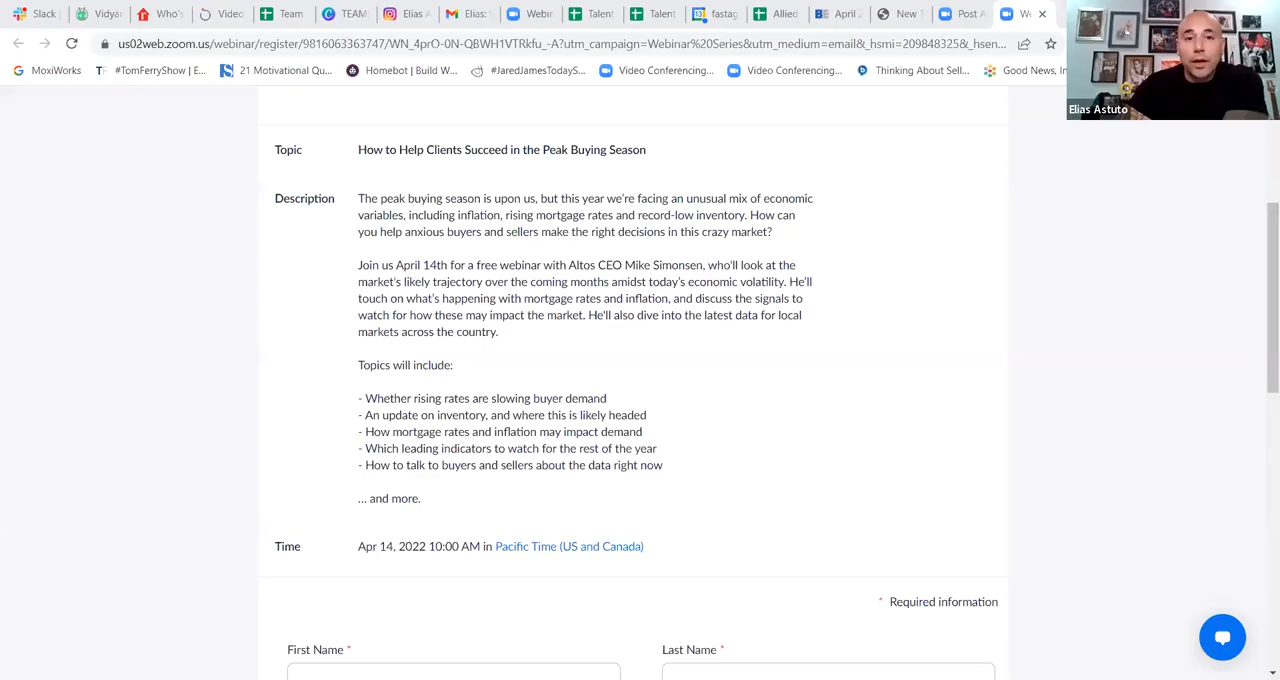 Slack
Vidyar
Who's
Video
Team
TEAM
Elias A
Elias:
Webin
Talent
Talent
fastag
Allied
April 2
New T
Post A
We
us02web.zoom.us/webinar/register/9816063363747/WN_4prO-0N-QBWH1VTRkfu_-A?utm_campaign=Webinar%20Series&utm_medium=email&_hsmi=209848325&_hsen...
MoxiWorks
#TomFerryShow | E...
21 Motivational Qu...
Homebot | Build W...
#JaredJamesTodayS...
Video Conferencing...
Video Conferencing...
Thinking About Sell...
Good News, In
Elias Astuto
Topic How to Help Clients Succeed in the Peak Buying Season
Description The peak buying season is upon us, but this year we're facing an unusual mix of economic
variables, including inflation, rising mortgage rates and record-low inventory. How can
you help anxious buyers and sellers make the right decisions in this crazy market?
Join us April 14th for a free webinar with Altos CEO Mike Simonsen, who'll look at the
market's likely trajectory over the coming months amidst today's economic volatility. He'll
touch on what's happening with mortgage rates and inflation, and discuss the signals to
watch for how these may impact the market. He'll also dive into the latest data for local
markets across the country.
Topics will include:
- Whether rising rates are slowing buyer demand
- An update on inventory, and where this is likely headed
- How mortgage rates and inflation may impact demand
- Which leading indicators to watch for the rest of the year
- How to talk to buyers and sellers about the data right now
... and more.
Time Apr 14, 2022 10:00 AM in Pacific Time (US and Canada)
* Required information
First Name * Last Name *